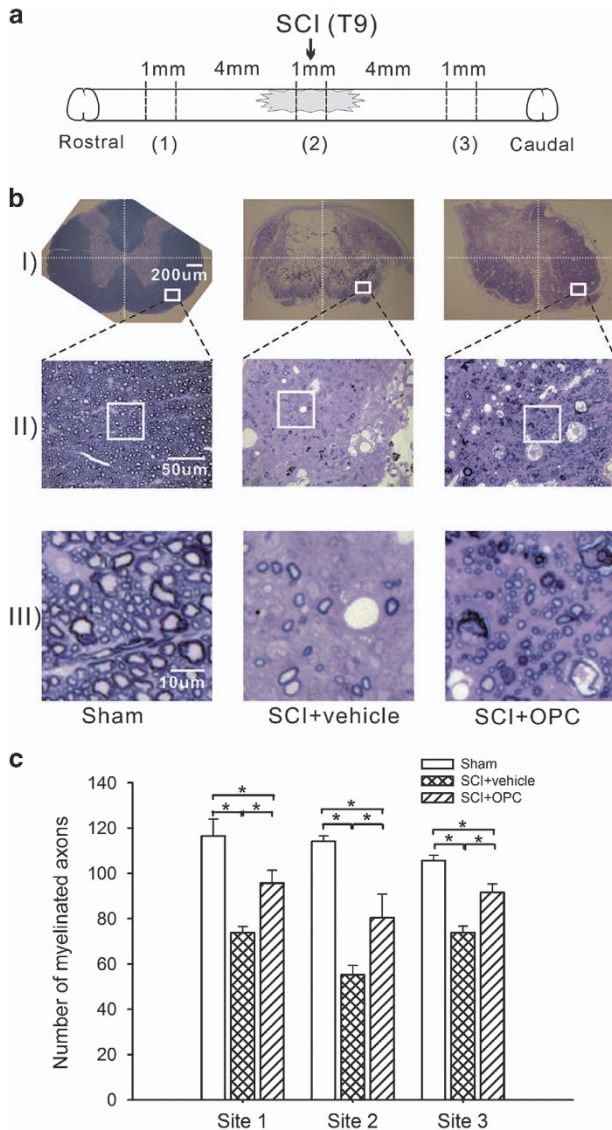 a
SCI (T9)
1mm 4mm 1mm 4mm 1mm
Rostral (1) (2) (3) Caudal
b
I)
200um
II)
50um
III)
10um
Sham SCI+vehicle SCI+OPC
c
Sham
SCI+vehicle
SCI+OPC
Number of myelinated axons
140
120
100
80
60
40
20
0
* * *
* * *
* * *
Site 1 Site 2 Site 3